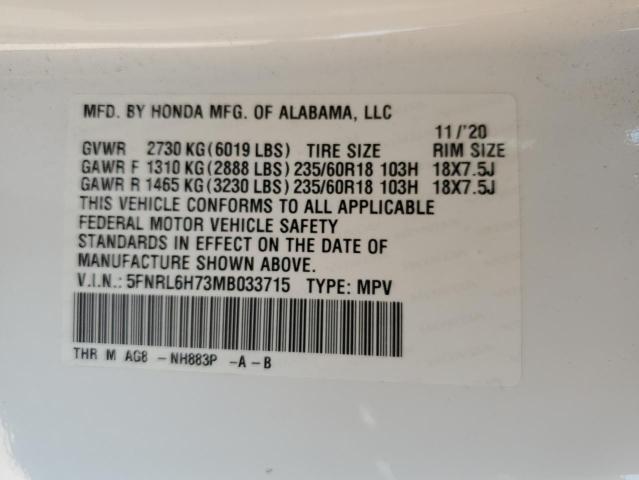 MFD. BY HONDA MFG. OF ALABAMA, LLC
11/'20
GVWR 2730 KG(6019 LBS) TIRE SIZE RIM SIZE
GAWR F 1310 KG(2888 LBS)235/60R18 103H 18X7.5J
GAWR R 1465 KG(3230 LBS)235/60R18 103H 18X7.5J
THIS VEHICLE CONFORMS TO ALL APPLICABLE
FEDERAL MOTOR VEHICLE SAFETY
STANDARDS IN EFFECT ON THE DATE OF
MANUFACTURE SHOWN ABOVE.
V.I.N.: 5FNRL6H73MB033715 TYPE: MPV
THR M AG8 - NH883P -A - B